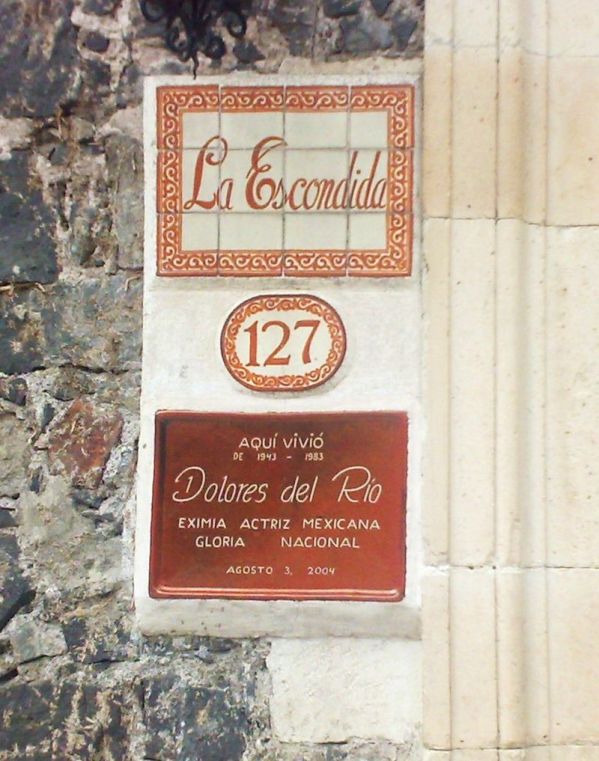 La Escondida
127
AQUÍ VIVIÓ
DE 1943 - 1983
Dolores del Río
EXIMIA ACTRIZ MEXICANA
GLORIA NACIONAL
AGOSTO 3, 2004